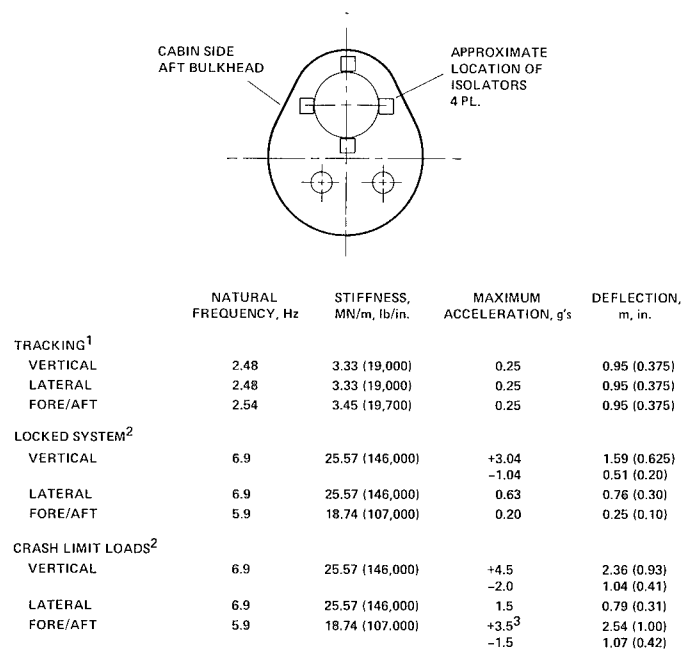 CABIN SIDE
AFT BULKHEAD
APPROXIMATE
LOCATION OF
ISOLATORS
4 PL.
NATURAL FREQUENCY, Hz
STIFFNESS, MN/m, lb/in.
MAXIMUM ACCELERATION, g's
DEFLECTION, m, in.
TRACKING1
VERTICAL 2.48 3.33 (19,000) 0.25 0.95 (0.375)
LATERAL 2.48 3.33 (19,000) 0.25 0.95 (0.375)
FORE/AFT 2.54 3.45 (19,700) 0.25 0.95 (0.375)
LOCKED SYSTEM2
VERTICAL 6.9 25.57 (146,000) +3.04 1.59 (0.625)
−1.04 0.51 (0.20)
LATERAL 6.9 25.57 (146,000) 0.63 0.76 (0.30)
FORE/AFT 5.9 18.74 (107,000) 0.20 0.25 (0.10)
CRASH LIMIT LOADS2
VERTICAL 6.9 25.57 (146,000) +4.5 2.36 (0.93)
−2.0 1.04 (0.41)
LATERAL 6.9 25.57 (146,000) 1.5 0.79 (0.31)
FORE/AFT 5.9 18.74 (107.000) +3.53 2.54 (1.00)
−1.5 1.07 (0.42)